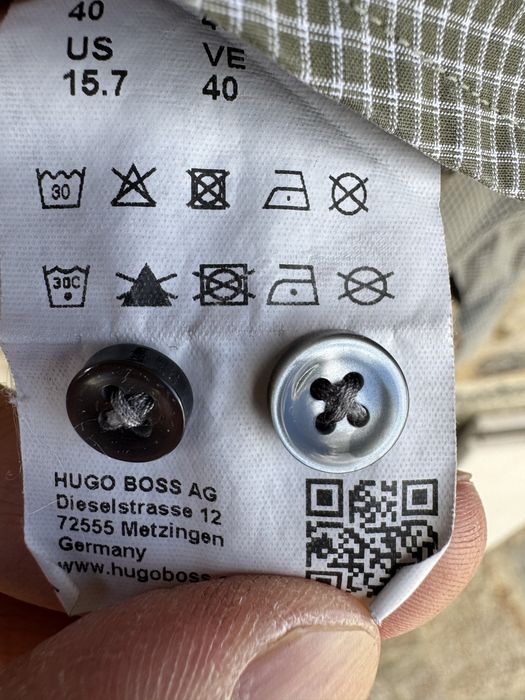 40
US VE
15.7 40
30
30C
HUGO BOSS AG
Dieselstrasse 12
72555 Metzingen
Germany
www.hugoboss